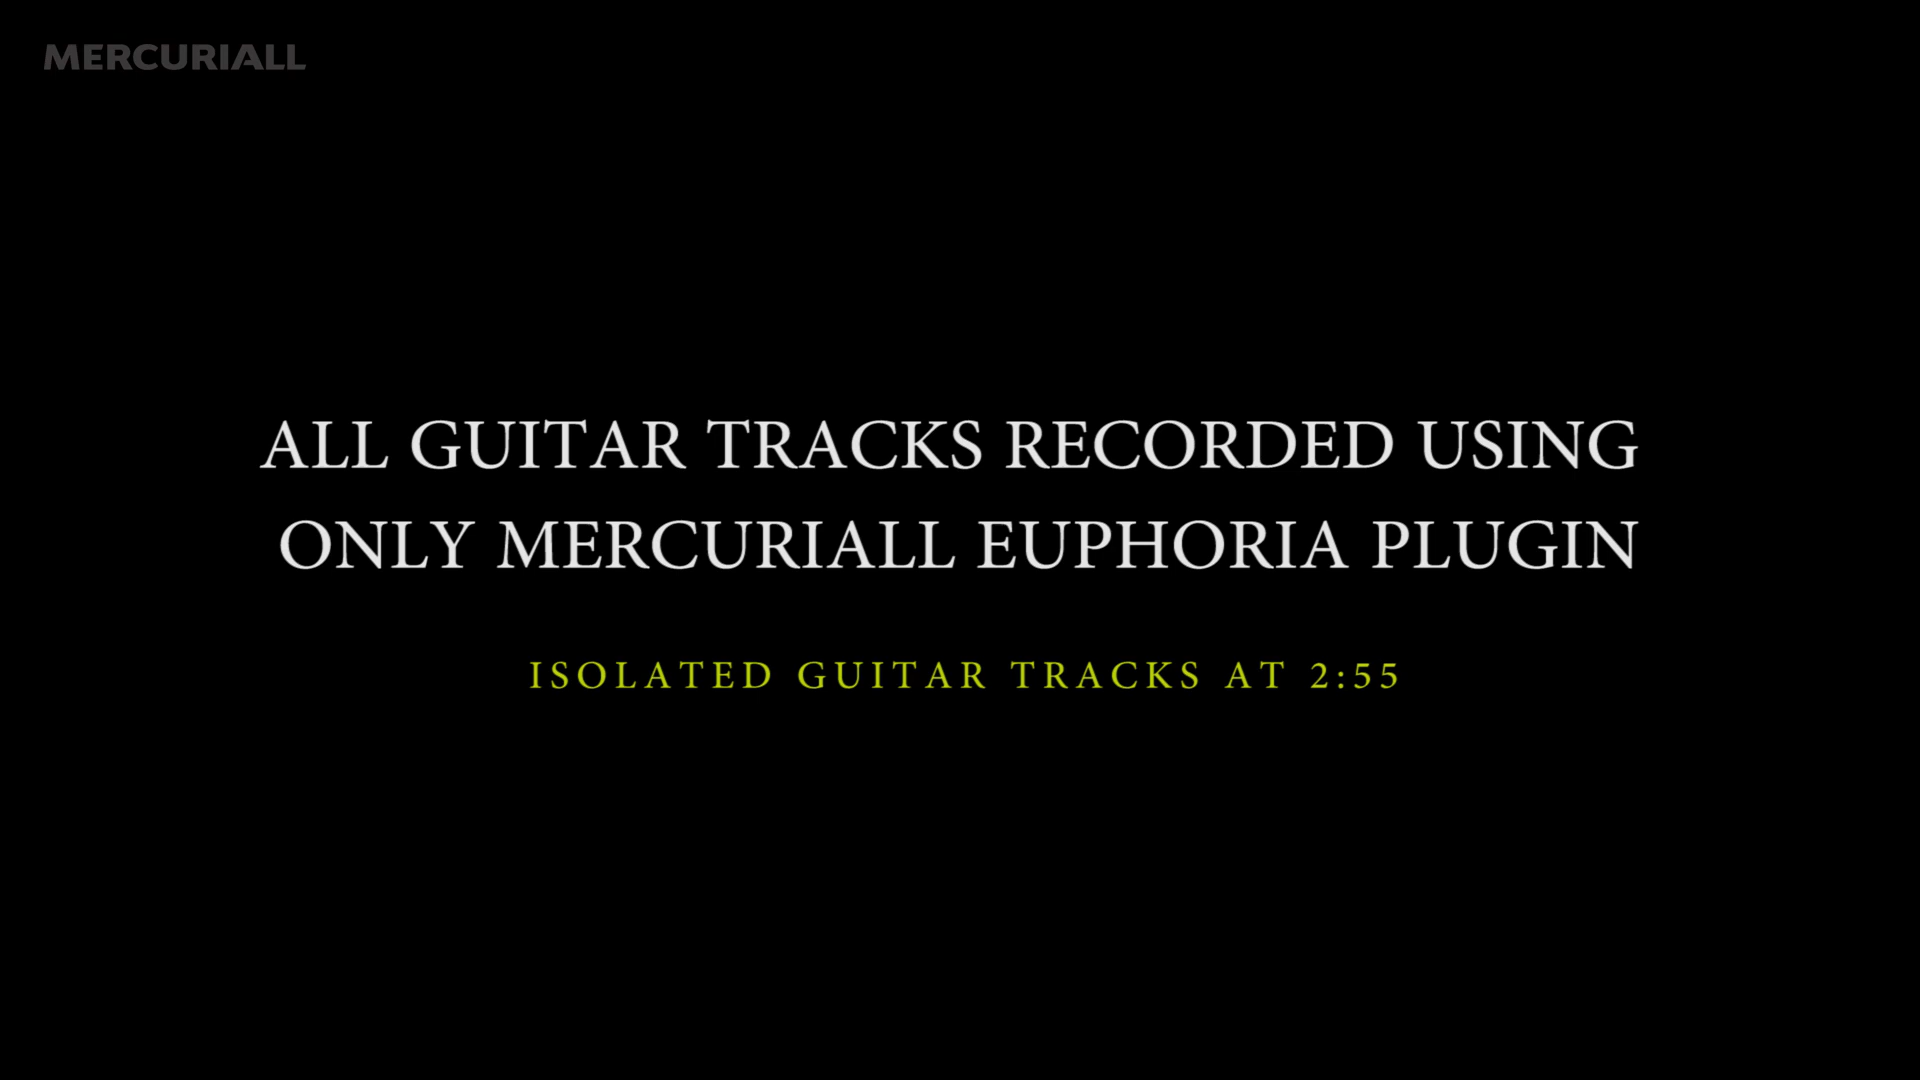 MERCURIALL
ALL GUITAR TRACKS RECORDED USING
ONLY MERCURIALL EUPHORIA PLUGIN
ISOLATED GUITAR TRACKS AT 2:55